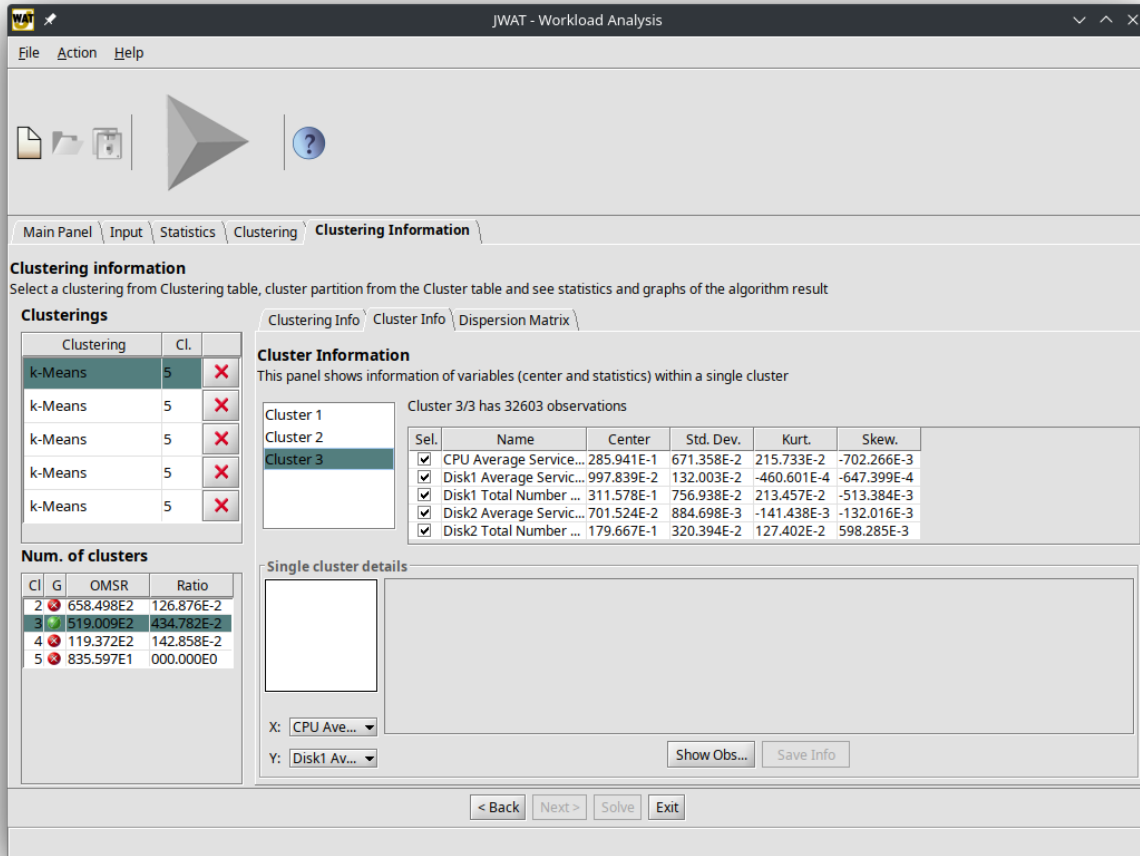 WAT
JWAT - Workload Analysis
File Action Help
?
Main Panel Input Statistics Clustering Clustering Information
Clustering information
Select a clustering from Clustering table, cluster partition from the Cluster table and see statistics and graphs of the algorithm result
Clusterings
Clustering Cl.
k-Means 5
k-Means 5
k-Means 5
k-Means 5
k-Means 5
Num. of clusters
Cl G OMSR Ratio
2 658.498E2 126.876E-2
3 519.009E2 434.782E-2
4 119.372E2 142.858E-2
5 835.597E1 000.000E0
Clustering Info Cluster Info Dispersion Matrix
Cluster Information
This panel shows information of variables (center and statistics) within a single cluster
Cluster 1
Cluster 2
Cluster 3
Cluster 3/3 has 32603 observations
Sel. Name Center Std. Dev. Kurt. Skew.
CPU Average Service... 285.941E-1 671.358E-2 215.733E-2 -702.266E-3
Disk1 Average Servic... 997.839E-2 132.003E-2 -460.601E-4 -647.399E-4
Disk1 Total Number ... 311.578E-1 756.938E-2 213.457E-2 -513.384E-3
Disk2 Average Servic... 701.524E-2 884.698E-3 -141.438E-3 -132.016E-3
Disk2 Total Number ... 179.667E-1 320.394E-2 127.402E-2 598.285E-3
Single cluster details
X: CPU Ave...
Y: Disk1 Av...
Show Obs... Save Info
< Back Next > Solve Exit